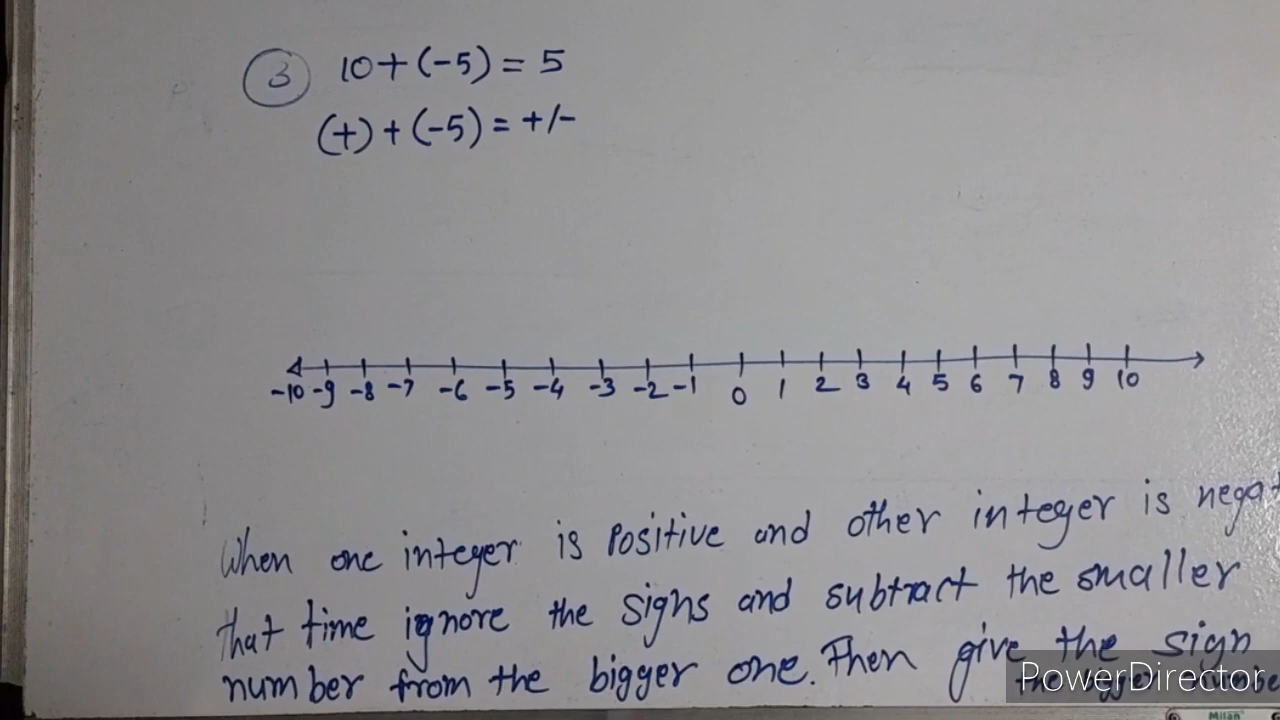 3 10+(-5) = 5
(+) + (-5) = +/-
-10 -9 -8 -7 -6 -5 -4 -3 -2 -1 0 1 2 3 4 5 6 7 8 9 10
When one integer is Positive and other integer is negat
that time ignore the signs and subtract the smaller
number from the bigger one. Then give the sign
PowerDirector
Milan